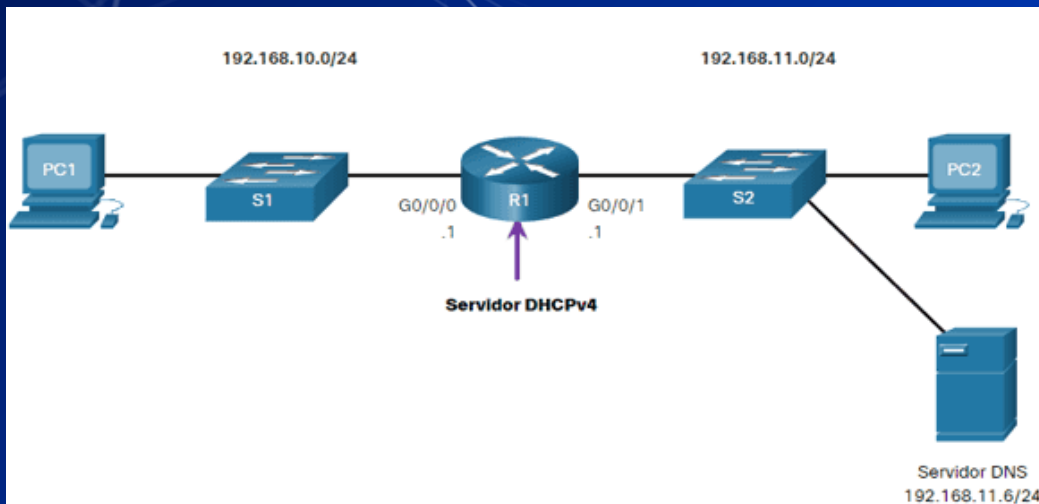 192.168.10.0/24
192.168.11.0/24
PC1
S1
G0/0/0
.1
R1
G0/0/1
.1
S2
PC2
Servidor DHCPv4
Servidor DNS
192.168.11.6/24